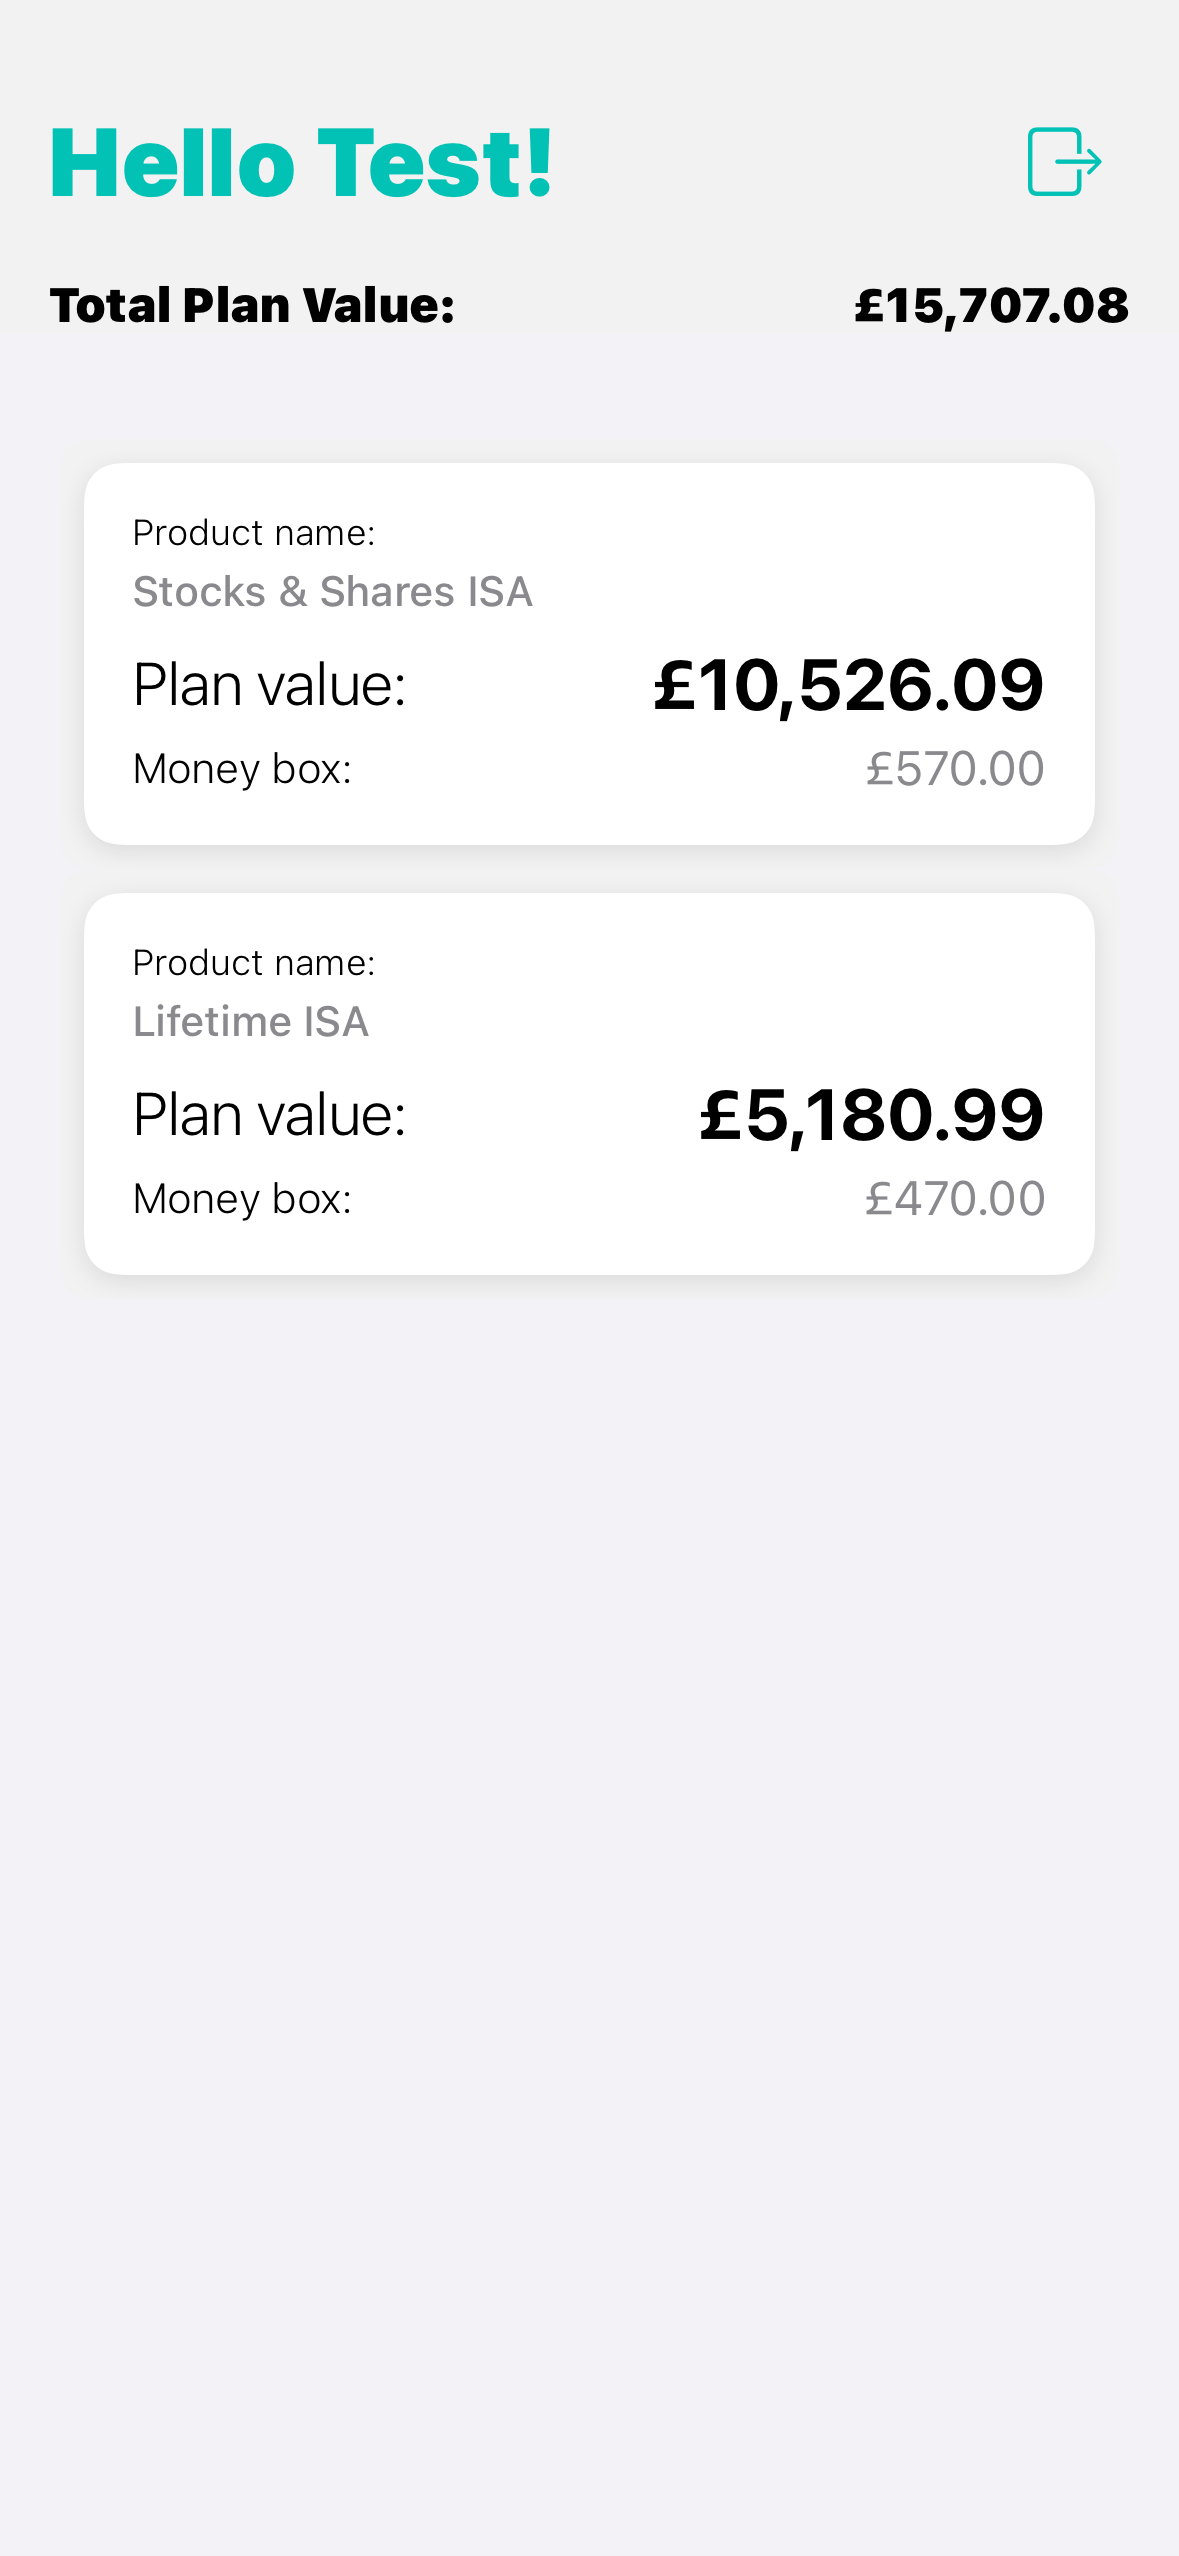 Hello Test!
Total Plan Value: £15,707.08
Product name:
Stocks & Shares ISA
Plan value: £10,526.09
Money box: £570.00
Product name:
Lifetime ISA
Plan value: £5,180.99
Money box: £470.00